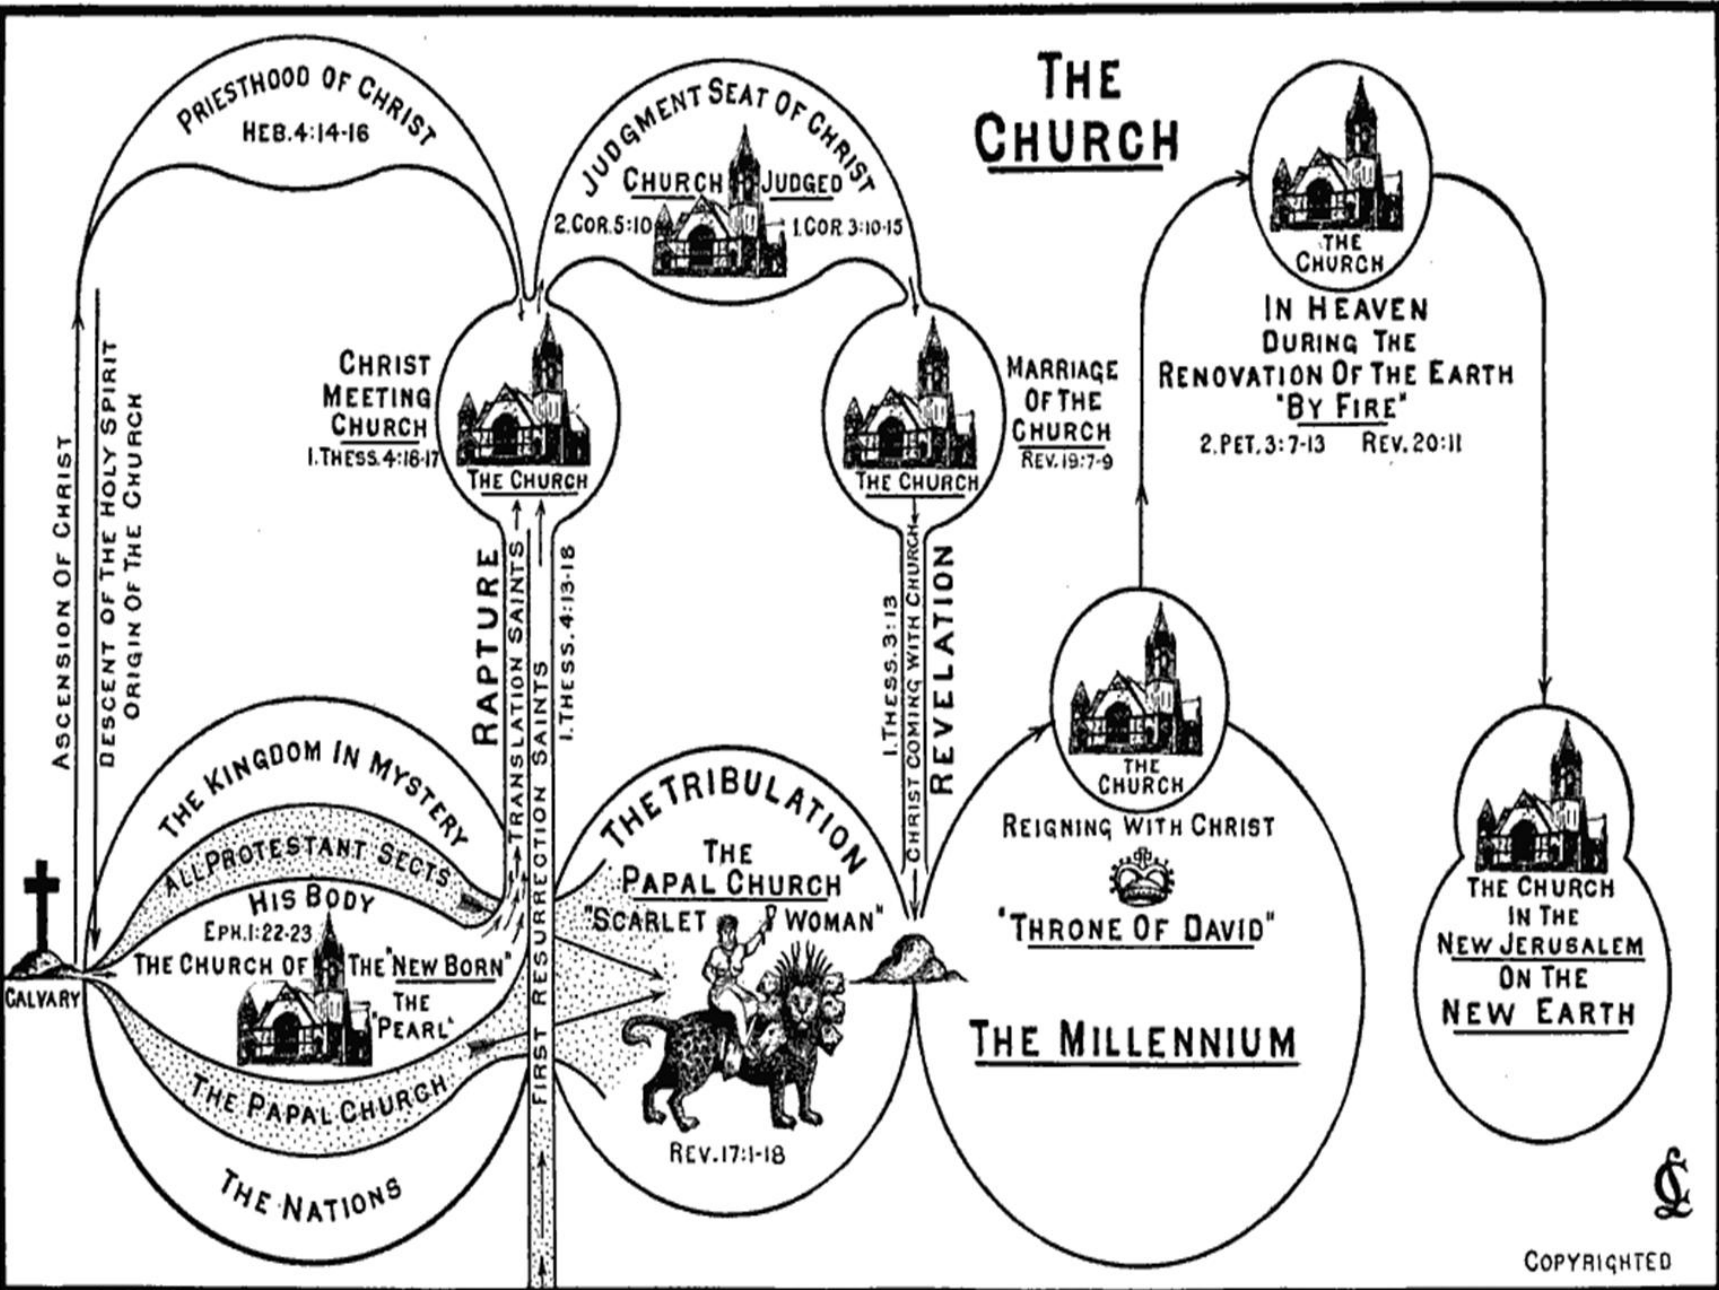 THE
CHURCH
PRIESTHOOD OF CHRIST
HEB. 4:14-16
JUDGMENT SEAT OF CHRIST
CHURCH JUDGED
2. COR. 5:10 1. COR 3:10-15
THE
CHURCH
IN HEAVEN
DURING THE
RENOVATION OF THE EARTH
"BY FIRE"
2. PET. 3:7-13 REV. 20:11
CHRIST
MEETING
CHURCH
1. THESS. 4:16-17
THE CHURCH
MARRIAGE
OF THE
CHURCH
REV. 19:7-9
THE CHURCH
ASCENSION OF CHRIST
DESCENT OF THE HOLY SPIRIT
ORIGIN OF THE CHURCH
RAPTURE
TRANSLATION SAINTS
FIRST RESURRECTION SAINTS
1. THESS. 4:13-18
1. THESS. 3:13
CHRIST COMING WITH CHURCH
REVELATION
THE KINGDOM IN MYSTERY
ALL PROTESTANT SECTS
HIS BODY
EPH. 1:22-23
THE CHURCH OF THE "NEW BORN"
THE
"PEARL"
THE PAPAL CHURCH
THE NATIONS
CALVARY
THE TRIBULATION
THE
PAPAL CHURCH
"SCARLET WOMAN"
REV. 17:1-18
THE
CHURCH
REIGNING WITH CHRIST
"THRONE OF DAVID"
THE MILLENNIUM
THE CHURCH
IN THE
NEW JERUSALEM
ON THE
NEW EARTH
CL
COPYRIGHTED